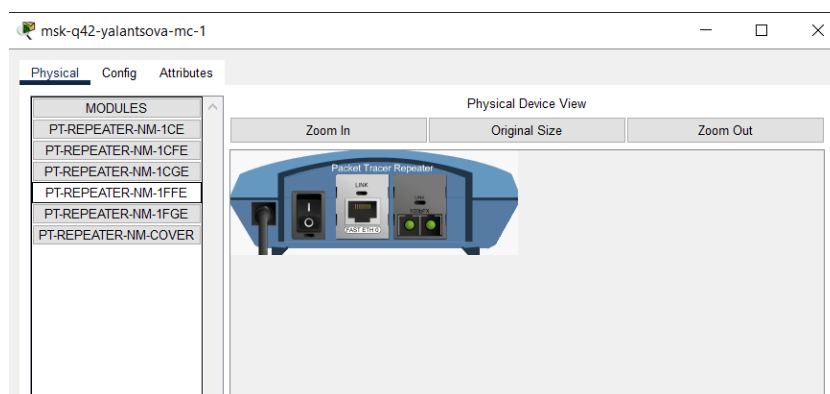 msk-q42-yalantsova-mc-1
Physical Config Attributes
MODULES
PT-REPEATER-NM-1CE
PT-REPEATER-NM-1CFE
PT-REPEATER-NM-1CGE
PT-REPEATER-NM-1FFE
PT-REPEATER-NM-1FGE
PT-REPEATER-NM-COVER
Physical Device View
Zoom In Original Size Zoom Out
Packet Tracer Repeater
LINK
LINK
100BFX
FAST ETH 0